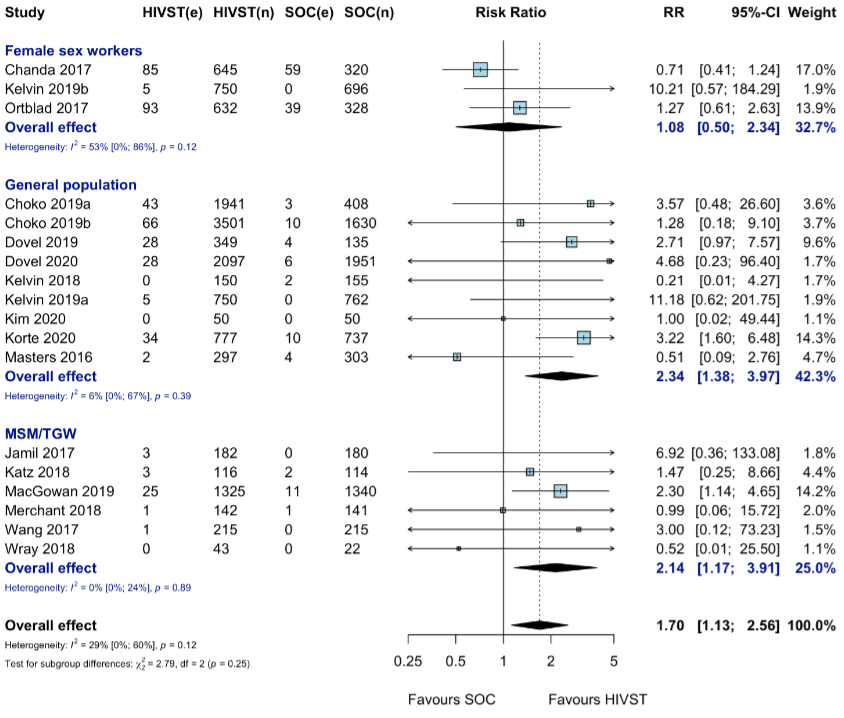 Study HIVST(e) HIVST(n) SOC(e) SOC(n) Risk Ratio RR 95%-CI Weight
Female sex workers
Chanda 2017 85 645 59 320 0.71 [0.41; 1.24] 17.0%
Kelvin 2019b 5 750 0 696 10.21 [0.57; 184.29] 1.9%
Ortblad 2017 93 632 39 328 1.27 [0.61; 2.63] 13.9%
Overall effect 1.08 [0.50; 2.34] 32.7%
Heterogeneity: I² = 53% [0%; 86%], p = 0.12
General population
Choko 2019a 43 1941 3 408 3.57 [0.48; 26.60] 3.6%
Choko 2019b 66 3501 10 1630 1.28 [0.18; 9.10] 3.7%
Dovel 2019 28 349 4 135 2.71 [0.97; 7.57] 9.6%
Dovel 2020 28 2097 6 1951 4.68 [0.23; 96.40] 1.7%
Kelvin 2018 0 150 2 155 0.21 [0.01; 4.27] 1.7%
Kelvin 2019a 5 750 0 762 11.18 [0.62; 201.75] 1.9%
Kim 2020 0 50 0 50 1.00 [0.02; 49.44] 1.1%
Korte 2020 34 777 10 737 3.22 [1.60; 6.48] 14.3%
Masters 2016 2 297 4 303 0.51 [0.09; 2.76] 4.7%
Overall effect 2.34 [1.38; 3.97] 42.3%
Heterogeneity: I² = 6% [0%; 67%], p = 0.39
MSM/TGW
Jamil 2017 3 182 0 180 6.92 [0.36; 133.08] 1.8%
Katz 2018 3 116 2 114 1.47 [0.25; 8.66] 4.4%
MacGowan 2019 25 1325 11 1340 2.30 [1.14; 4.65] 14.2%
Merchant 2018 1 142 1 141 0.99 [0.06; 15.72] 2.0%
Wang 2017 1 215 0 215 3.00 [0.12; 73.23] 1.5%
Wray 2018 0 43 0 22 0.52 [0.01; 25.50] 1.1%
Overall effect 2.14 [1.17; 3.91] 25.0%
Heterogeneity: I² = 0% [0%; 24%], p = 0.89
Overall effect 1.70 [1.13; 2.56] 100.0%
Heterogeneity: I² = 29% [0%; 60%], p = 0.12
Test for subgroup differences: χ²₂ = 2.79, df = 2 (p = 0.25)
0.25 0.5 1 2 5
Favours SOC Favours HIVST